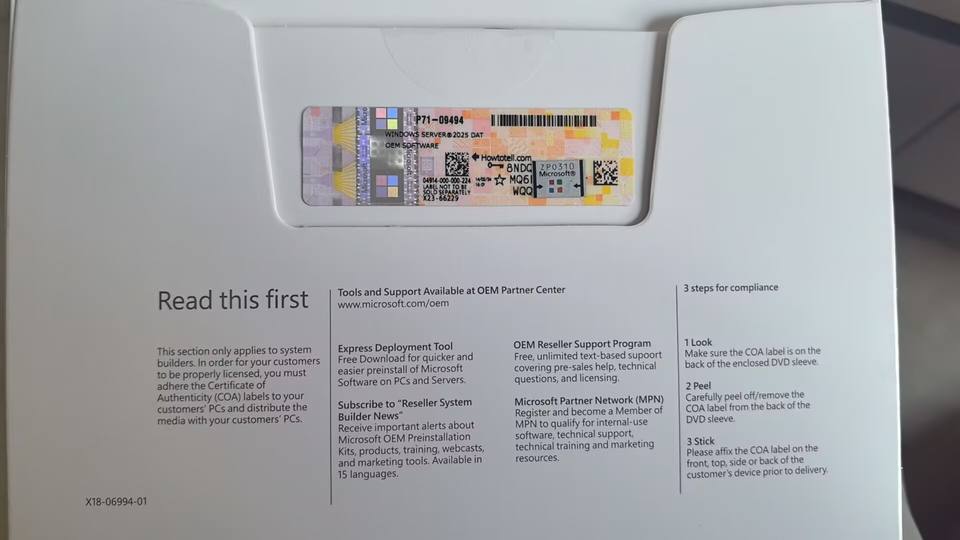 P71-09494
WINDOWS SERVER®2025 DAT
OEM SOFTWARE
Howtotell.com
8NDQ
MQ6I
WQQ
ZP0310
Microsoft®
04914-000-000-224
LABEL NOT TO BE
SOLD SEPARATELY
X23-66229
Read this first
This section only applies to system
builders. In order for your customers
to be properly licensed, you must
adhere the Certificate of
Authenticity (COA) labels to your
customers' PCs and distribute the
media with your customers' PCs.
Tools and Support Available at OEM Partner Center
www.microsoft.com/oem
Express Deployment Tool
Free Download for quicker and
easier preinstall of Microsoft
Software on PCs and Servers.
Subscribe to "Reseller System
Builder News"
Receive important alerts about
Microsoft OEM Preinstallation
Kits, products, training, webcasts,
and marketing tools. Available in
15 languages.
OEM Reseller Support Program
Free, unlimited text-based support
covering pre-sales help, technical
questions, and licensing.
Microsoft Partner Network (MPN)
Register and become a Member of
MPN to qualify for internal-use
software, technical support,
technical training and marketing
resources.
3 steps for compliance
1 Look
Make sure the COA label is on the
back of the enclosed DVD sleeve.
2 Peel
Carefully peel off/remove the
COA label from the back of the
DVD sleeve.
3 Stick
Please affix the COA label on the
front, top, side or back of the
customer's device prior to delivery.
X18-06994-01